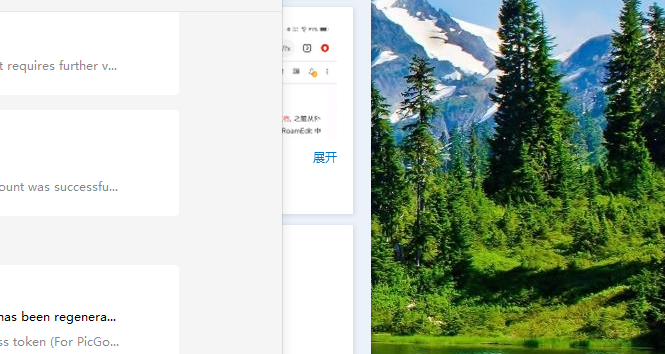 t requires further v...
ount was successfu...
has been regenera...
ss token (For PicGo...
, 之前从外
RoamEdit 中
展开